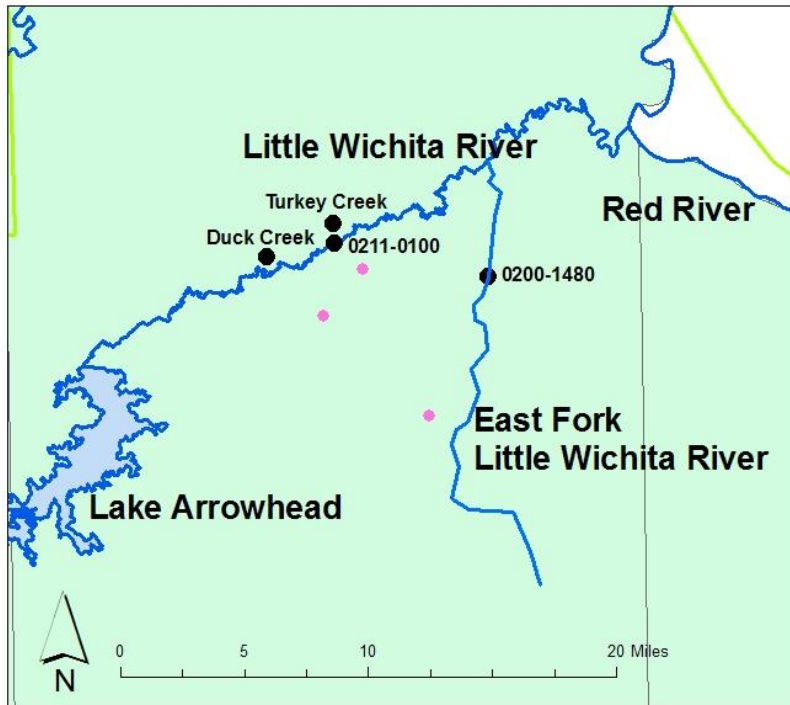 Little Wichita River
Turkey Creek
Red River
Duck Creek
0211-0100
0200-1480
East Fork
Little Wichita River
Lake Arrowhead
0 5 10 20 Miles
N